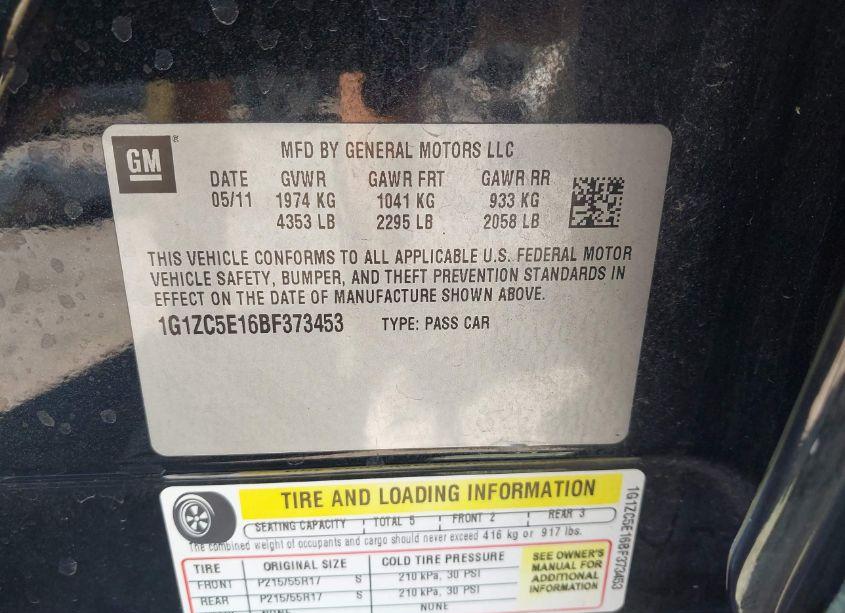 GM ® MFD BY GENERAL MOTORS LLC
DATE GVWR GAWR FRT GAWR RR
05/11 1974 KG 1041 KG 933 KG
4353 LB 2295 LB 2058 LB
THIS VEHICLE CONFORMS TO ALL APPLICABLE U.S. FEDERAL MOTOR
VEHICLE SAFETY, BUMPER, AND THEFT PREVENTION STANDARDS IN
EFFECT ON THE DATE OF MANUFACTURE SHOWN ABOVE.
1G1ZC5E16BF373453 TYPE: PASS CAR
TIRE AND LOADING INFORMATION
SEATING CAPACITY TOTAL 5 FRONT 2 REAR 3
The combined weight of occupants and cargo should never exceed 416 kg or 917 lbs.
TIRE ORIGINAL SIZE COLD TIRE PRESSURE
FRONT P215/55R17 S 210 kPa, 30 PSI
REAR P215/55R17 S 210 kPa, 30 PSI
NONE
SEE OWNER'S
MANUAL FOR
ADDITIONAL
INFORMATION
1G1ZC5E16BF373453